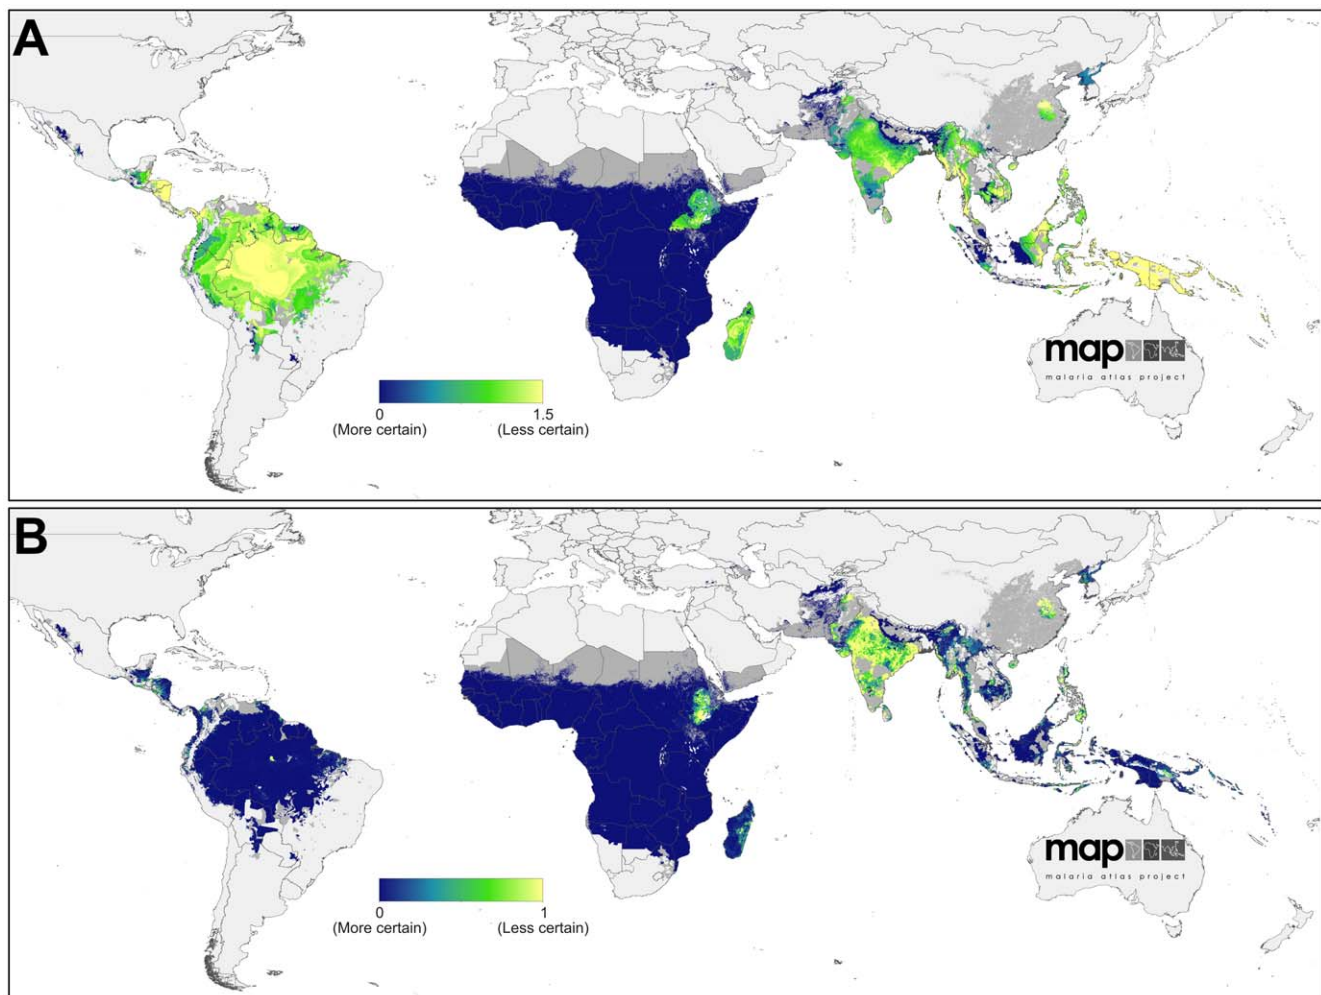 A
map
malaria atlas project
0
1.5
(More certain)
(Less certain)
B
map
malaria atlas project
0
1
(More certain)
(Less certain)